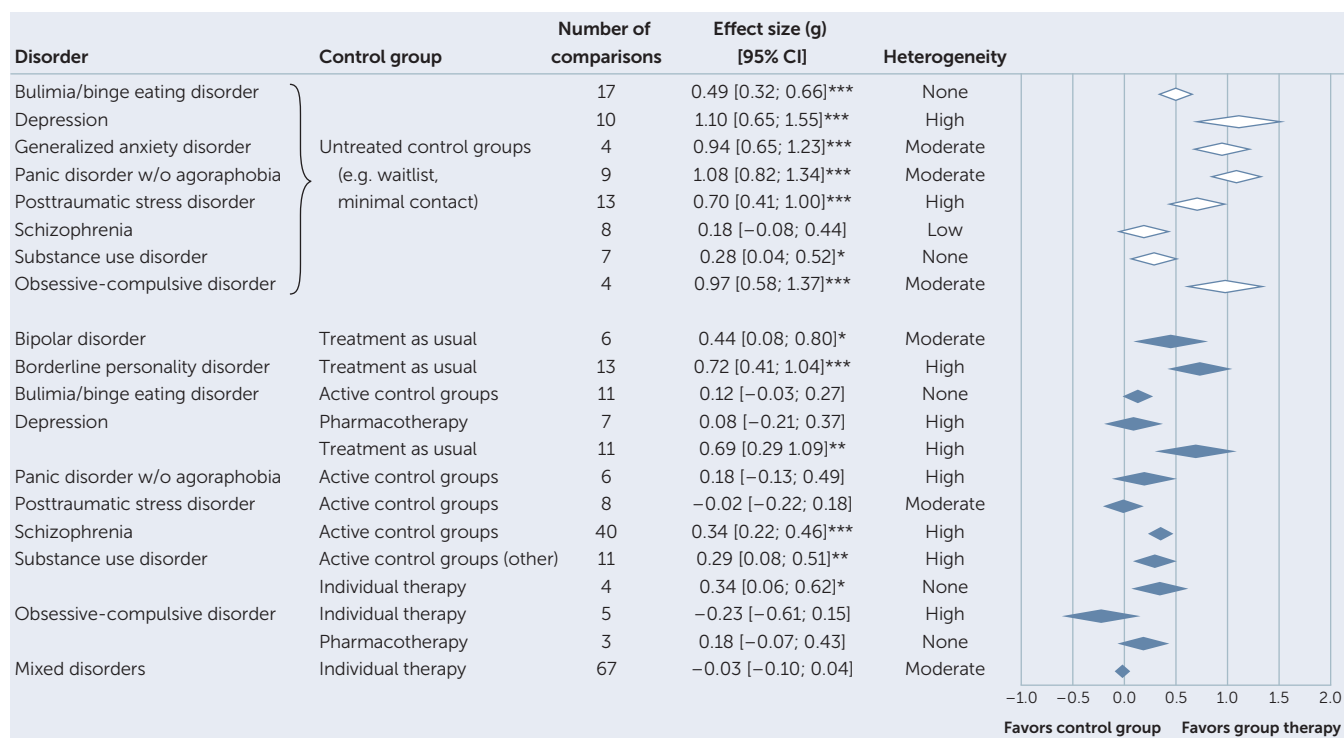 Disorder Control group Number of comparisons Effect size (g) [95% CI] Heterogeneity
Bulimia/binge eating disorder 17 0.49 [0.32; 0.66]*** None
Depression 10 1.10 [0.65; 1.55]*** High
Generalized anxiety disorder Untreated control groups 4 0.94 [0.65; 1.23]*** Moderate
Panic disorder w/o agoraphobia (e.g. waitlist, 9 1.08 [0.82; 1.34]*** Moderate
Posttraumatic stress disorder minimal contact) 13 0.70 [0.41; 1.00]*** High
Schizophrenia 8 0.18 [−0.08; 0.44] Low
Substance use disorder 7 0.28 [0.04; 0.52]* None
Obsessive-compulsive disorder 4 0.97 [0.58; 1.37]*** Moderate
Bipolar disorder Treatment as usual 6 0.44 [0.08; 0.80]* Moderate
Borderline personality disorder Treatment as usual 13 0.72 [0.41; 1.04]*** High
Bulimia/binge eating disorder Active control groups 11 0.12 [−0.03; 0.27] None
Depression Pharmacotherapy 7 0.08 [−0.21; 0.37] High
Treatment as usual 11 0.69 [0.29 1.09]** High
Panic disorder w/o agoraphobia Active control groups 6 0.18 [−0.13; 0.49] High
Posttraumatic stress disorder Active control groups 8 −0.02 [−0.22; 0.18] Moderate
Schizophrenia Active control groups 40 0.34 [0.22; 0.46]*** High
Substance use disorder Active control groups (other) 11 0.29 [0.08; 0.51]** High
Individual therapy 4 0.34 [0.06; 0.62]* None
Obsessive-compulsive disorder Individual therapy 5 −0.23 [−0.61; 0.15] High
Pharmacotherapy 3 0.18 [−0.07; 0.43] None
Mixed disorders Individual therapy 67 −0.03 [−0.10; 0.04] Moderate
−1.0 −0.5 0.0 0.5 1.0 1.5 2.0
Favors control group Favors group therapy